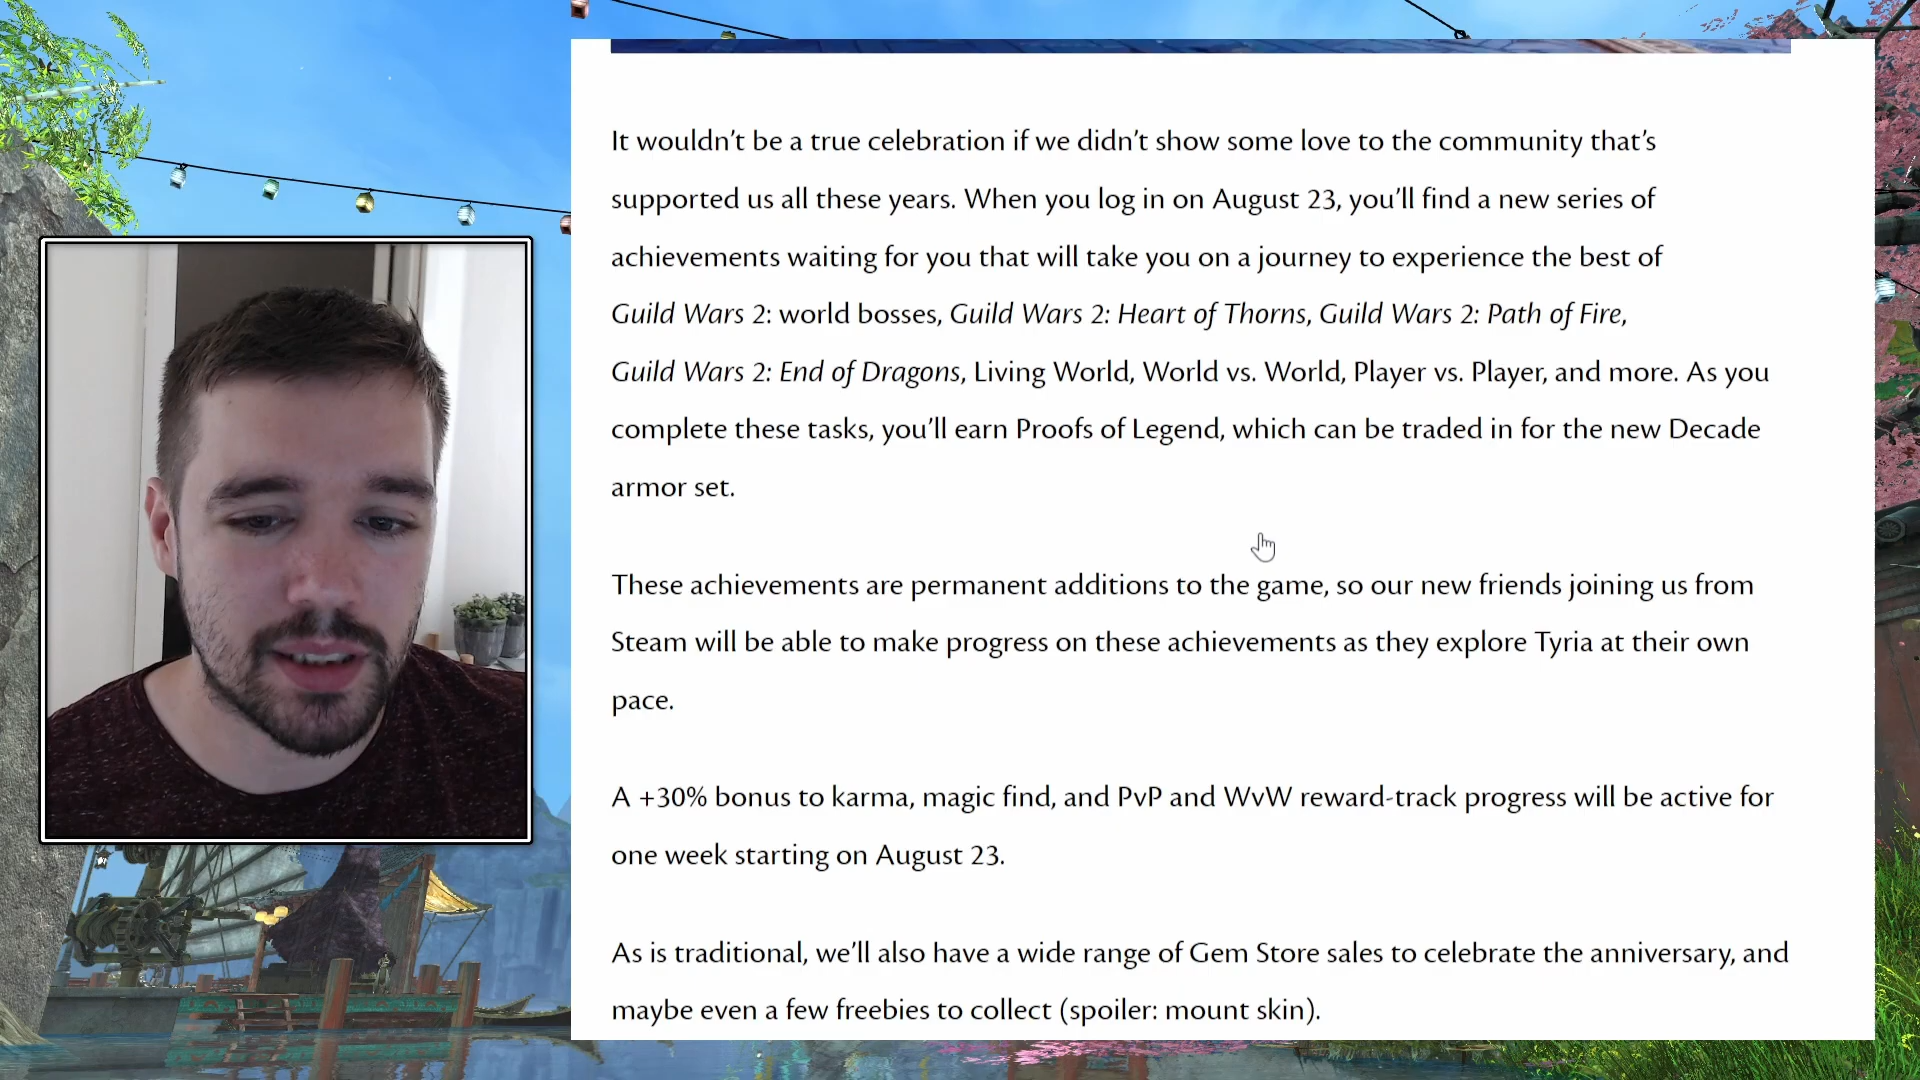 It wouldn’t be a true celebration if we didn’t show some love to the community that’s
supported us all these years. When you log in on August 23, you’ll find a new series of
achievements waiting for you that will take you on a journey to experience the best of
Guild Wars 2: world bosses, Guild Wars 2: Heart of Thorns, Guild Wars 2: Path of Fire,
Guild Wars 2: End of Dragons, Living World, World vs. World, Player vs. Player, and more. As you
complete these tasks, you’ll earn Proofs of Legend, which can be traded in for the new Decade
armor set.
These achievements are permanent additions to the game, so our new friends joining us from
Steam will be able to make progress on these achievements as they explore Tyria at their own
pace.
A +30% bonus to karma, magic find, and PvP and WvW reward-track progress will be active for
one week starting on August 23.
As is traditional, we’ll also have a wide range of Gem Store sales to celebrate the anniversary, and
maybe even a few freebies to collect (spoiler: mount skin).